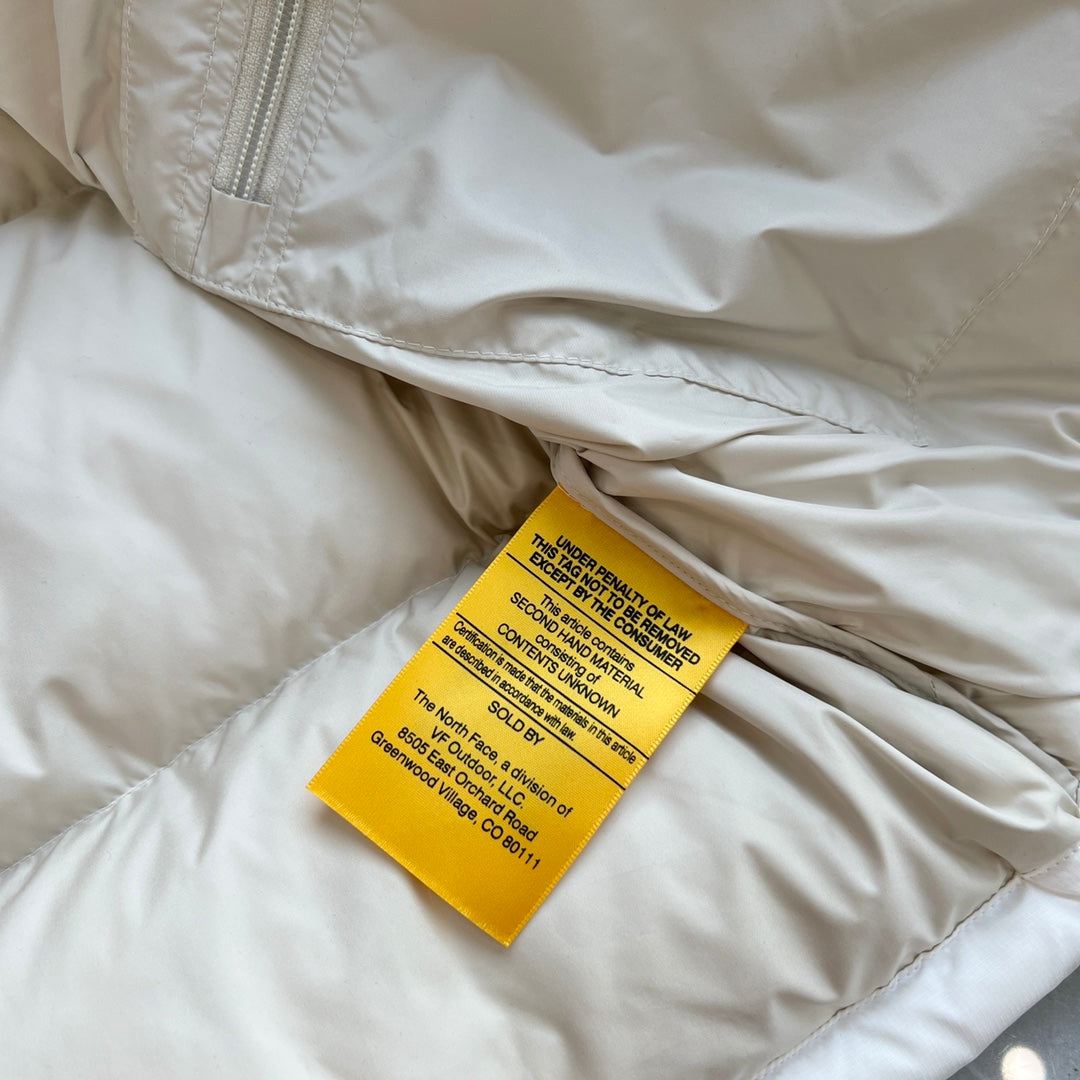 UNDER PENALTY OF LAW
THIS TAG NOT TO BE REMOVED
EXCEPT BY THE CONSUMER
This article contains
SECOND HAND MATERIAL
consisting of
CONTENTS UNKNOWN
Certification is made that the materials in this article
are described in accordance with law.
SOLD BY
The North Face, a division of
VF Outdoor, LLC.
8505 East Orchard Road
Greenwood Village, CO 80111